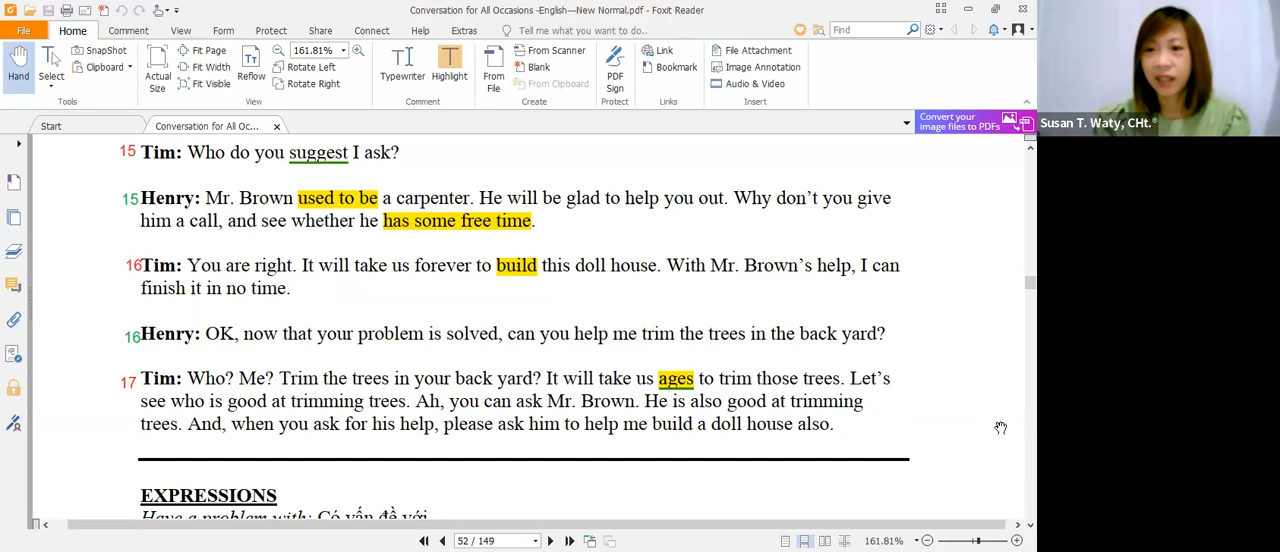 Conversation for All Occasions -English---New Normal.pdf - Foxit Reader
File Home Comment View Form Protect Share Connect Help Extras Tell me what you want to do.. Find
Hand Select SnapShot Clipboard Actual Size Fit Page Fit Width Fit Visible Reflow 161.81% Rotate Left Rotate Right Typewriter Highlight From File From Scanner Blank From Clipboard PDF Sign Link Bookmark File Attachment Image Annotation Audio & Video
Tools View Comment Create Protect Links Insert
Start Conversation for All Oc... Convert your image files to PDFs
Susan T. Waty, CHt.®
15 Tim: Who do you suggest I ask?
15 Henry: Mr. Brown used to be a carpenter. He will be glad to help you out. Why don’t you give
him a call, and see whether he has some free time.
16 Tim: You are right. It will take us forever to build this doll house. With Mr. Brown’s help, I can
finish it in no time.
16 Henry: OK, now that your problem is solved, can you help me trim the trees in the back yard?
17 Tim: Who? Me? Trim the trees in your back yard? It will take us ages to trim those trees. Let’s
see who is good at trimming trees. Ah, you can ask Mr. Brown. He is also good at trimming
trees. And, when you ask for his help, please ask him to help me build a doll house also.
EXPRESSIONS
Have a problem with: Có vấn đề với
52 / 149 161.81%